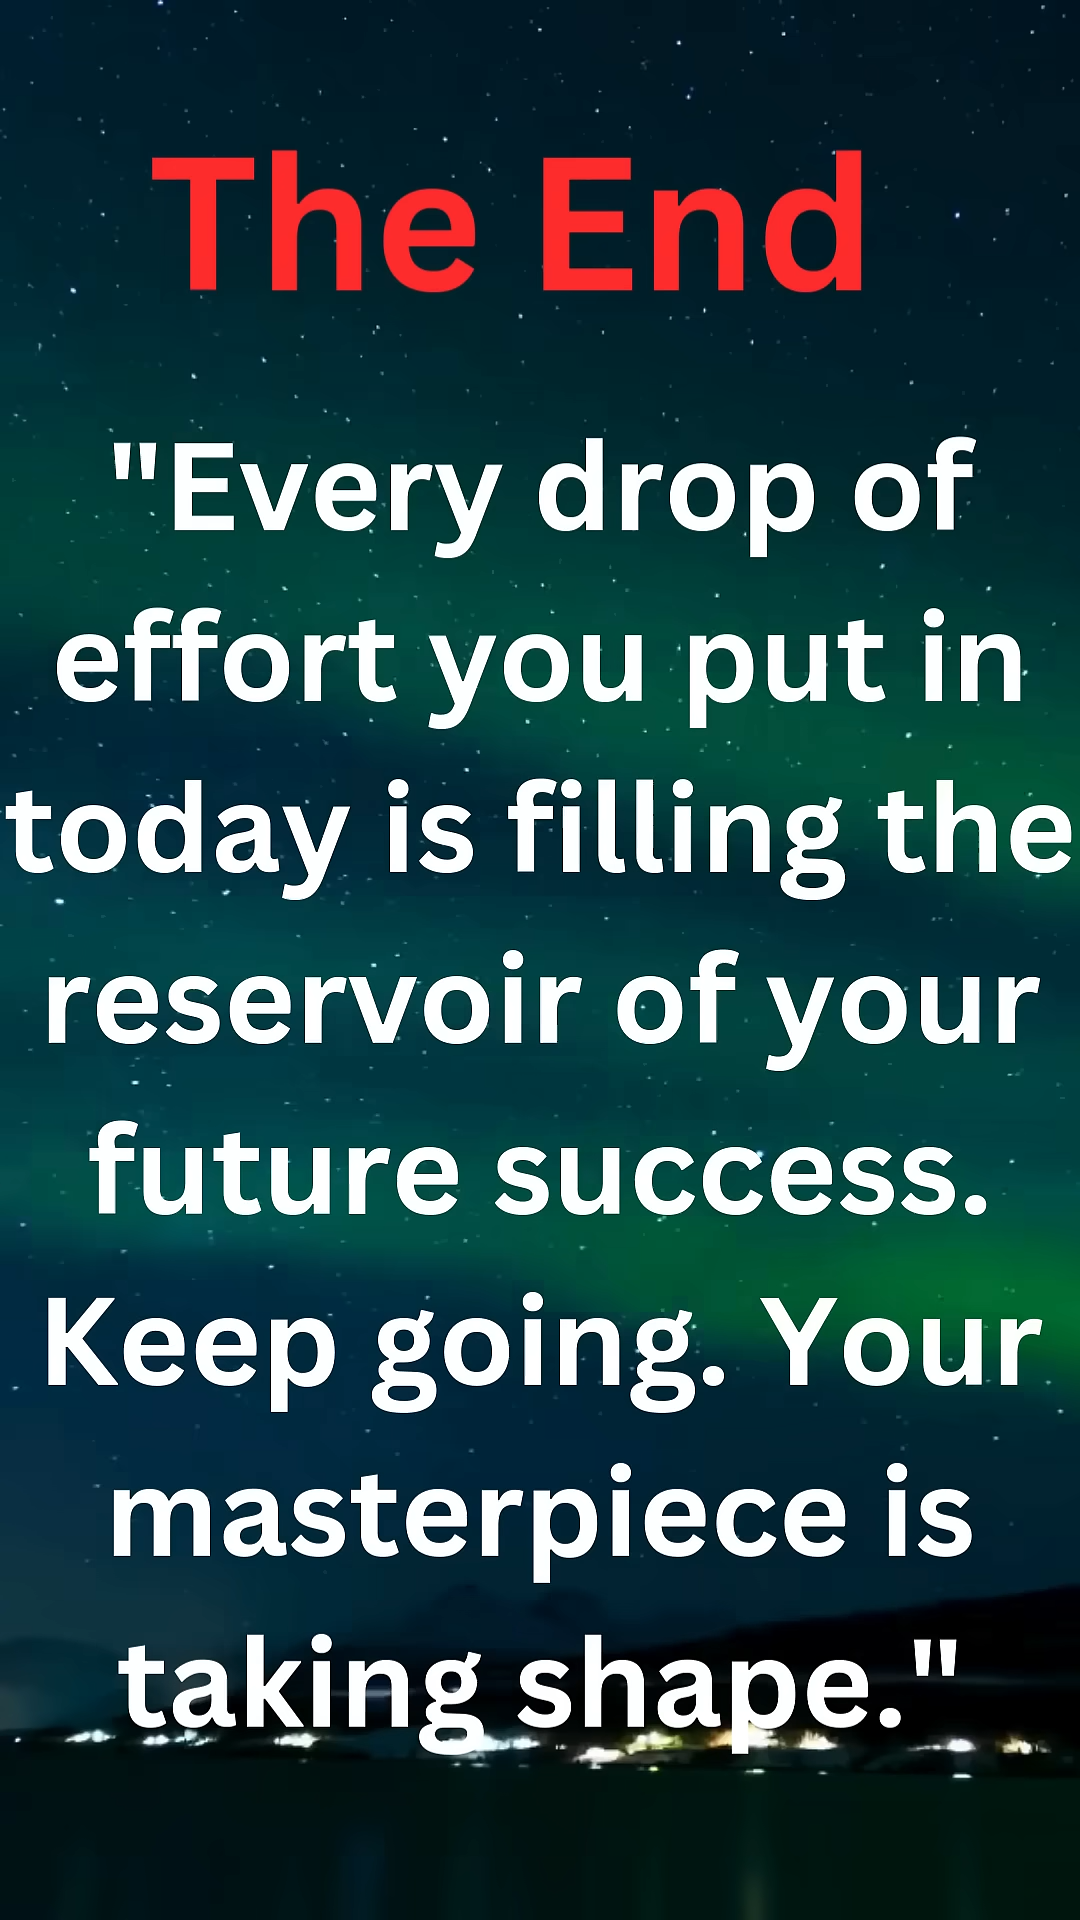 The End
"Every drop of
effort you put in
today is filling the
reservoir of your
future success.
Keep going. Your
masterpiece is
taking shape."